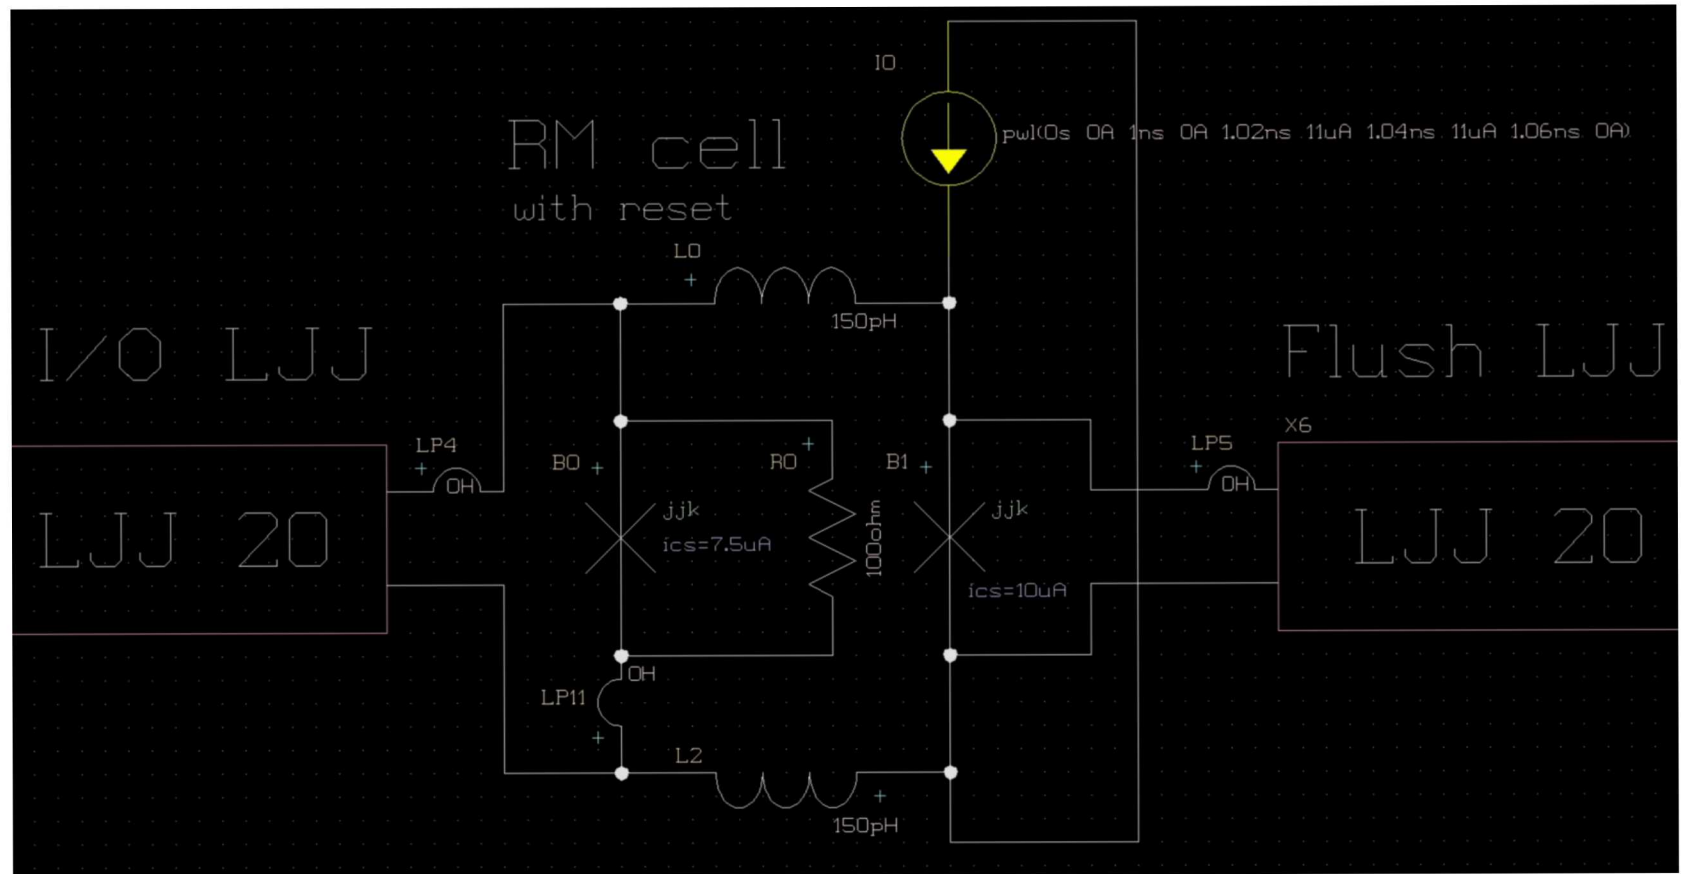 I0
pwl(0s 0A 1ns 0A 1.02ns 11uA 1.04ns 11uA 1.06ns 0A)
RM cell
with reset
L0
+
150pH
I/O LJJ
Flush LJJ
X6
LP4
+
0H
LJJ 20
B0 +
jjk
ics=7.5uA
R0
+
100ohm
B1 +
jjk
ics=10uA
LP5
+
0H
LJJ 20
0H
LP11
+
L2
+
150pH